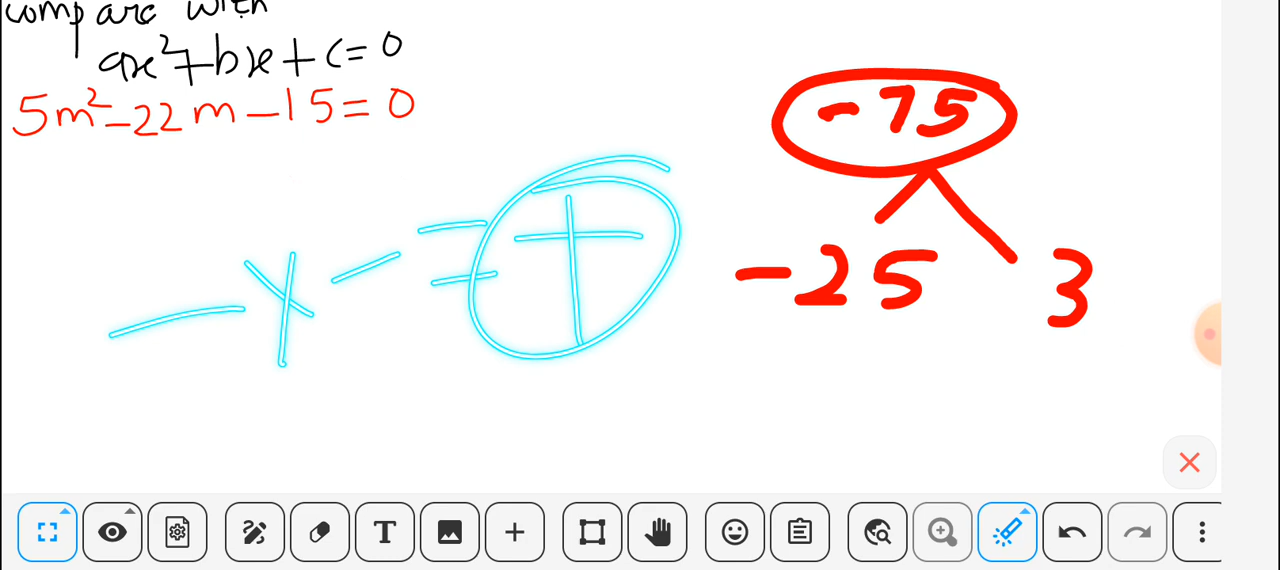 compare with
ax²+bx+c=0
5m²-22m-15=0
-75
-x-=+
-25 3
T